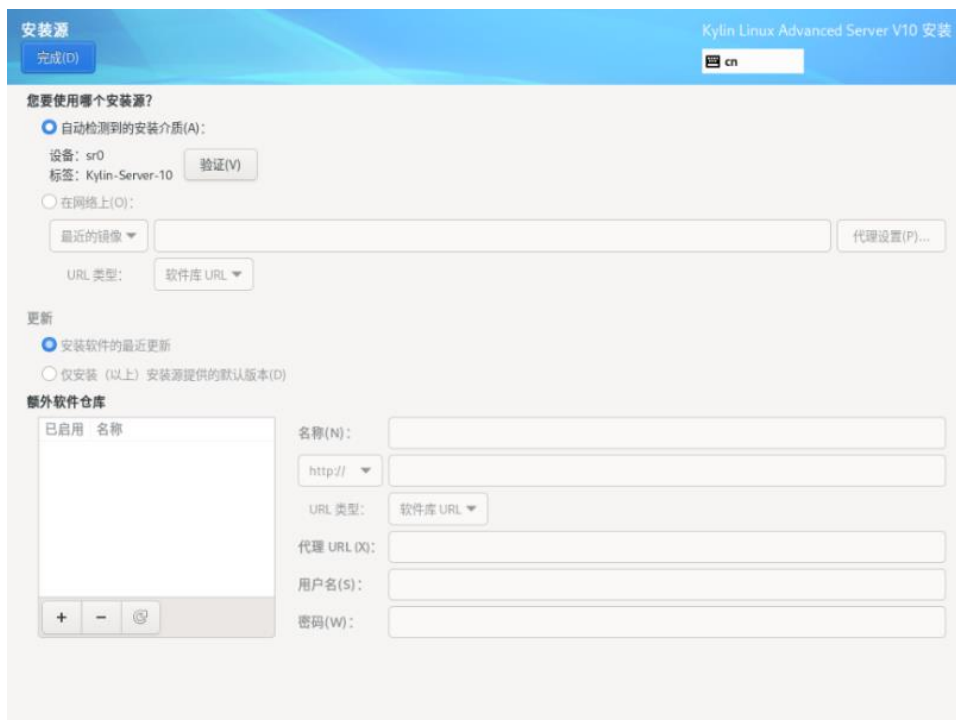 安装源
Kylin Linux Advanced Server V10 安装
完成(D)
cn
您要使用哪个安装源?
自动检测到的安装介质(A):
设备: sr0
标签: Kylin-Server-10
验证(V)
在网络上(O):
最近的镜像
代理设置(P)...
URL 类型:
软件库 URL
更新
安装软件的最近更新
仅安装（以上）安装源提供的默认版本(D)
额外软件仓库
已启用 名称
名称(N):
http://
URL 类型:
软件库 URL
代理 URL (X):
用户名(S):
密码(W):